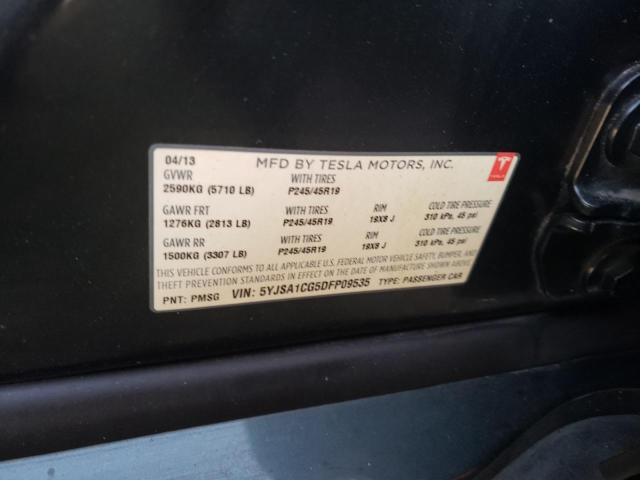 04/13 MFD BY TESLA MOTORS, INC.
GVWR WITH TIRES
2590KG (5710 LB) P245/45R19
GAWR FRT WITH TIRES RIM COLD TIRE PRESSURE
1276KG (2813 LB) P245/45R19 19X8 J 310 kPa, 45 psi
GAWR RR WITH TIRES RIM COLD TIRE PRESSURE
1500KG (3307 LB) P245/45R19 19X8 J 310 kPa, 45 psi
THIS VEHICLE CONFORMS TO ALL APPLICABLE U.S. FEDERAL MOTOR VEHICLE SAFETY, BUMPER, AND
THEFT PREVENTION STANDARDS IN EFFECT ON THE DATE OF MANUFACTURE SHOWN ABOVE.
PNT: PMSG VIN: 5YJSA1CG5DFP09535 TYPE: PASSENGER CAR
TESLA